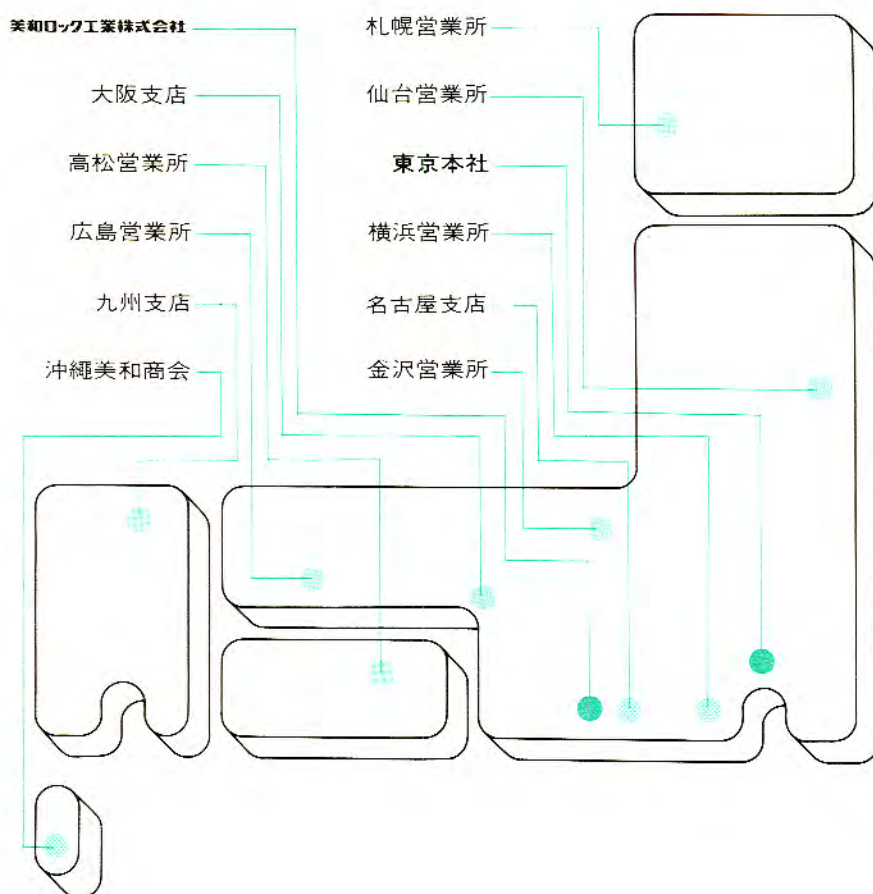 美和ロック工業株式会社
大阪支店
高松営業所
広島営業所
九州支店
沖縄美和商会
札幌営業所
仙台営業所
東京本社
横浜営業所
名古屋支店
金沢営業所